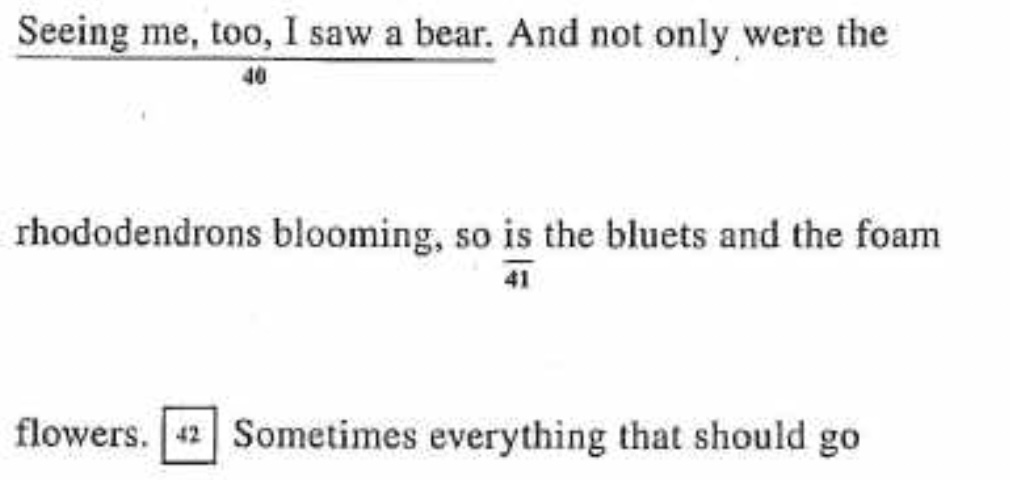 Seeing me, too, I saw a bear. And not only were the
40
rhododendrons blooming, so is the bluets and the foam
41
flowers. 42 Sometimes everything that should go